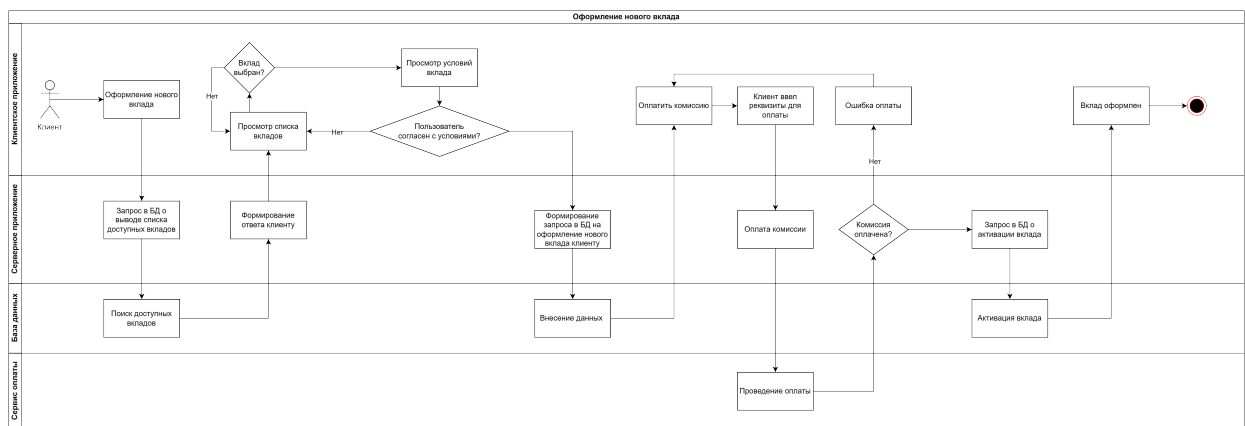 Оформление нового вклада
Клиентское приложение
Клиент
Оформление нового
вклада
Вклад
выбран?
Нет
Просмотр списка
вкладов
Просмотр условий
вклада
Пользователь
согласен с условиями?
Нет
Оплатить комиссию
Клиент ввел
реквизиты для
оплаты
Ошибка оплаты
Нет
Вклад оформлен
Серверное приложение
Запрос в БД о
выводе списка
доступных вкладов
Формирование
ответа клиенту
Формирование
запроса в БД на
оформление нового
вклада клиенту
Оплата комиссии
Комиссия
оплачена?
Запрос в БД о
активации вклада
База данных
Поиск доступных
вкладов
Внесение данных
Активация вклада
Сервис оплаты
Проведение оплаты